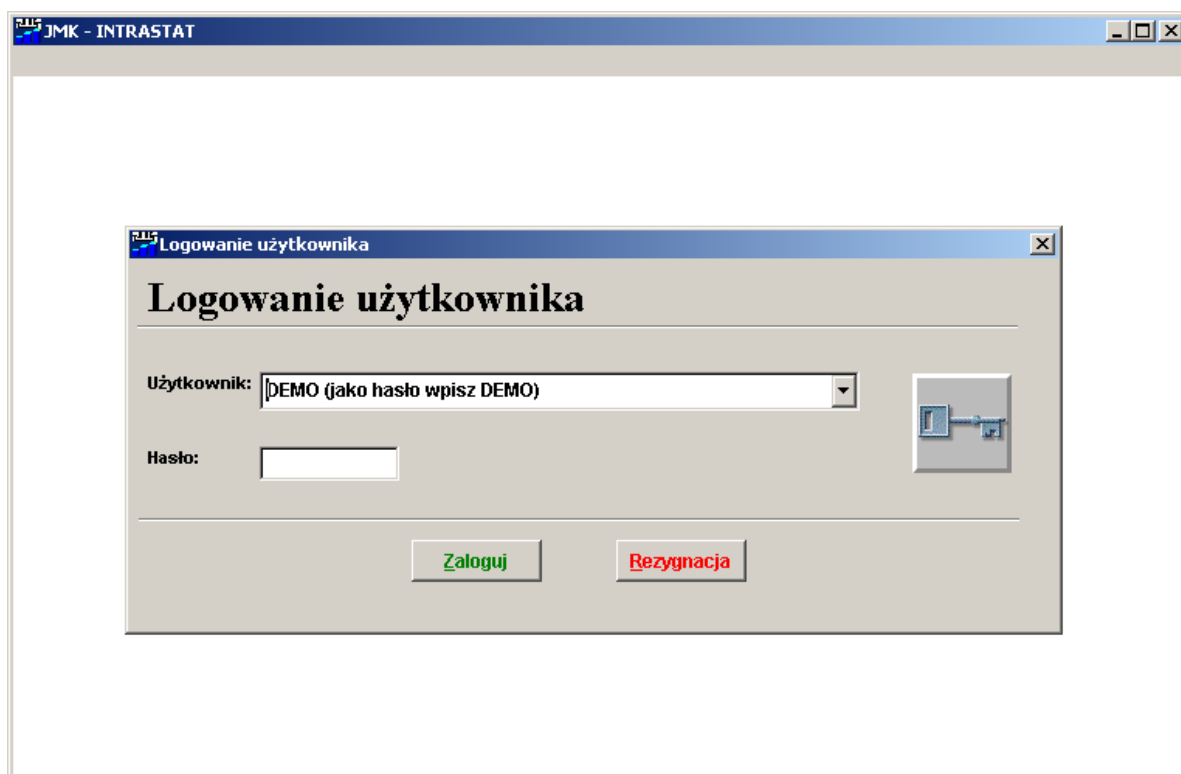 JMK - INTRASTAT
Logowanie użytkownika
Logowanie użytkownika
Użytkownik: DEMO (jako hasło wpisz DEMO)
Hasło:
Zaloguj Rezygnacja